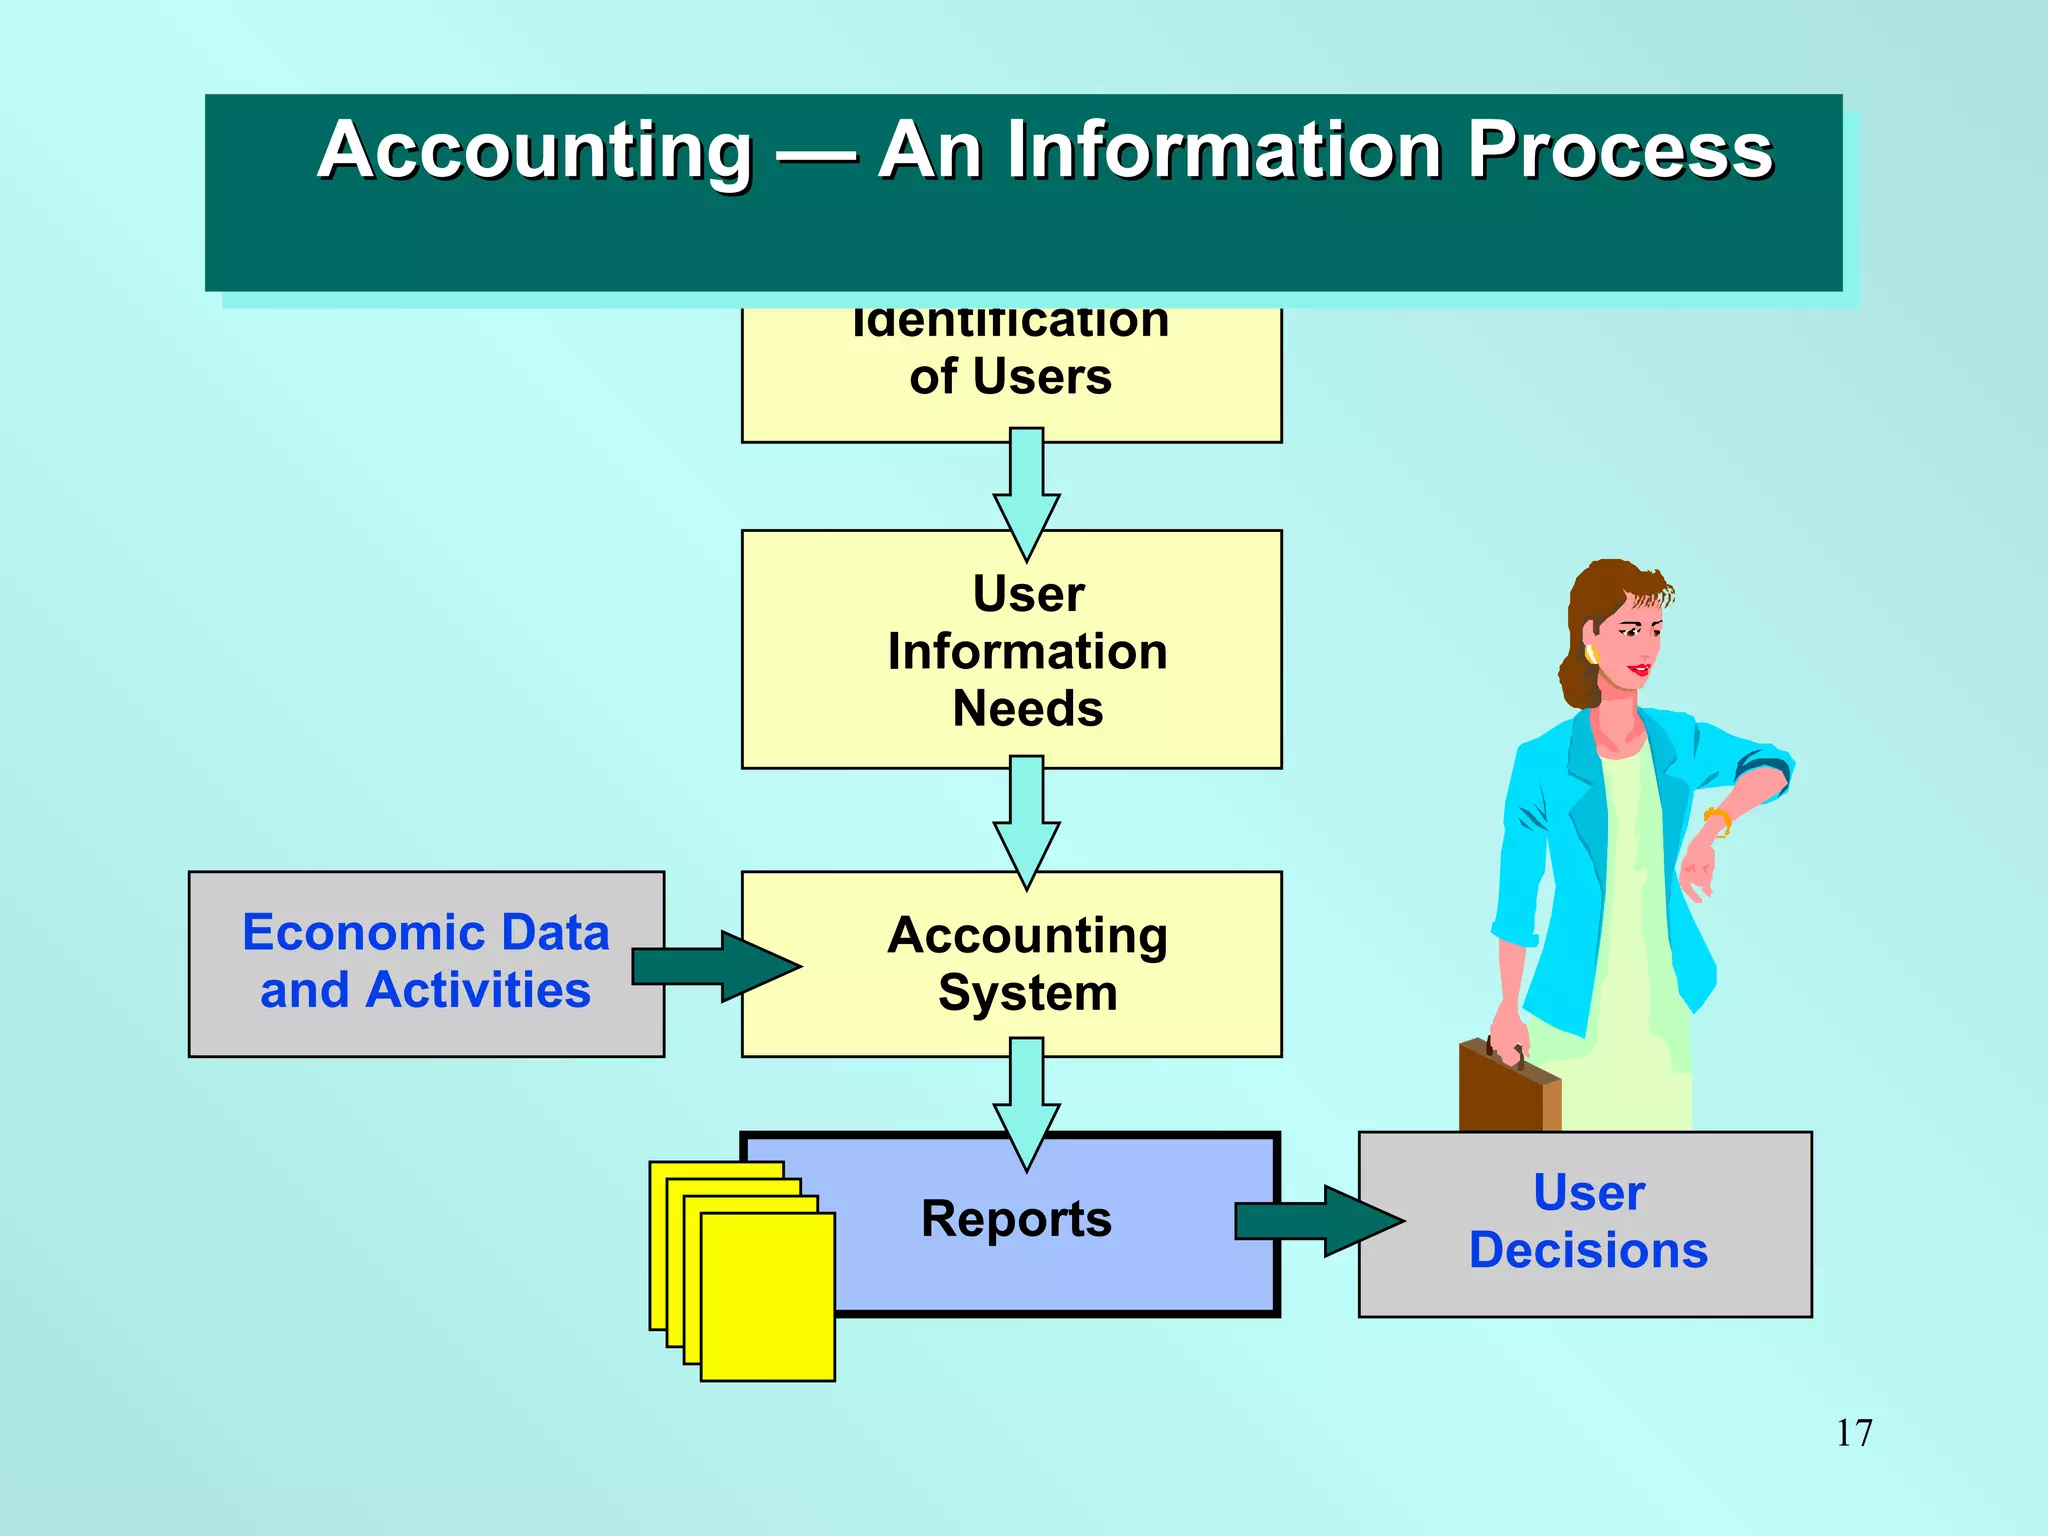 Accounting — An Information Process
Identification
of Users
User
Information
Needs
Economic Data
and Activities
Accounting
System
Reports
User
Decisions
17